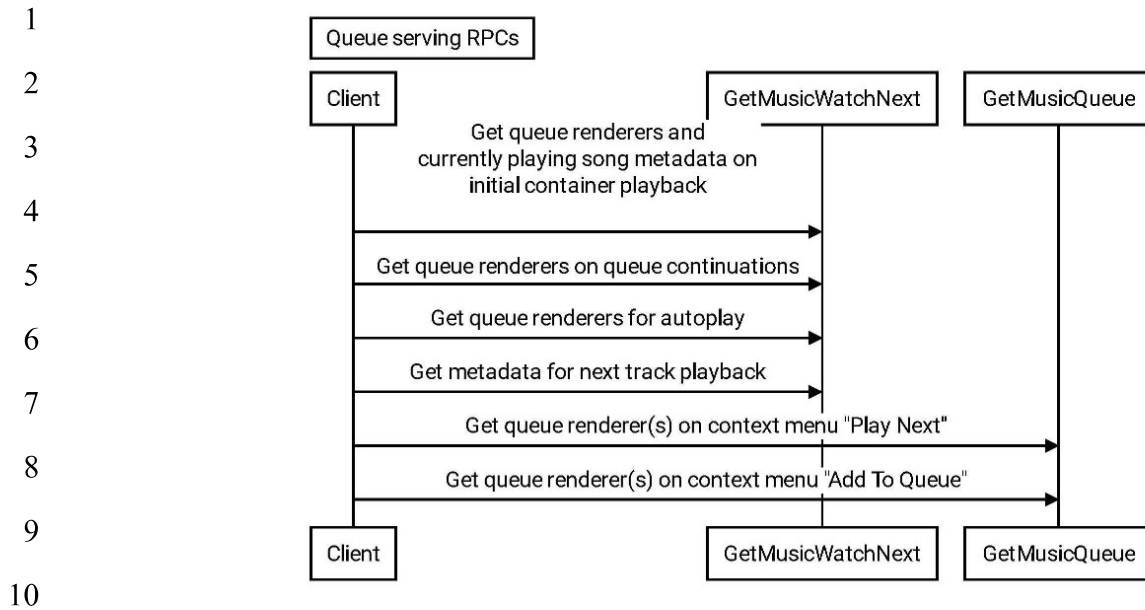 1
Queue serving RPCs
2
Client GetMusicWatchNext GetMusicQueue
Get queue renderers and
3
currently playing song metadata on
initial container playback
4
Get queue renderers on queue continuations
5
Get queue renderers for autoplay
6
Get metadata for next track playback
7
Get queue renderer(s) on context menu "Play Next"
8
Get queue renderer(s) on context menu "Add To Queue"
9
Client GetMusicWatchNext GetMusicQueue
10